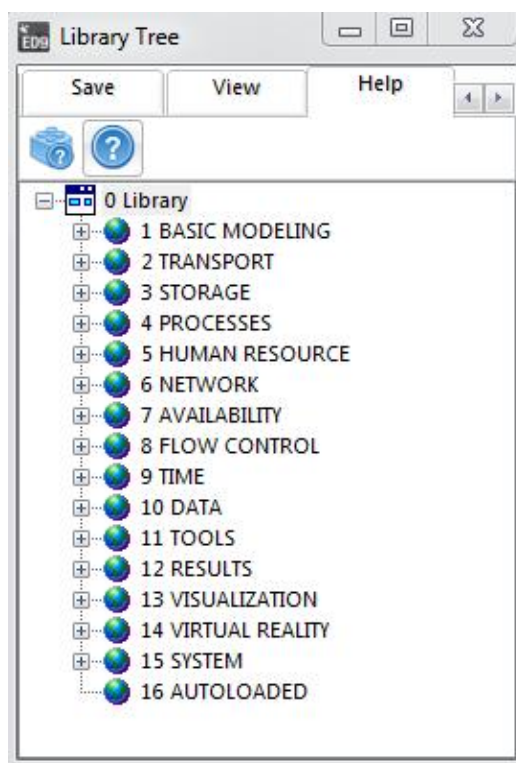 ED9 Library Tree
Save View Help
0 Library
1 BASIC MODELING
2 TRANSPORT
3 STORAGE
4 PROCESSES
5 HUMAN RESOURCE
6 NETWORK
7 AVAILABILITY
8 FLOW CONTROL
9 TIME
10 DATA
11 TOOLS
12 RESULTS
13 VISUALIZATION
14 VIRTUAL REALITY
15 SYSTEM
16 AUTOLOADED